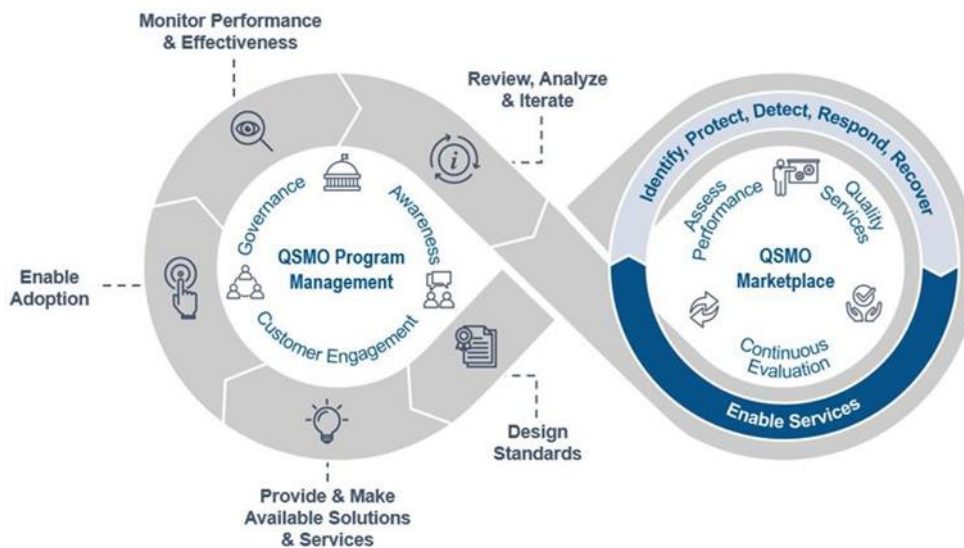 Monitor Performance
& Effectiveness
Review, Analyze
& Iterate
Enable
Adoption
Governance
Awareness
QSMO Program
Management
Customer Engagement
Design
Standards
Provide & Make
Available Solutions
& Services
Identify, Protect, Detect, Respond, Recover
Assess
Performance
Quality
Services
QSMO
Marketplace
Continuous
Evaluation
Enable Services